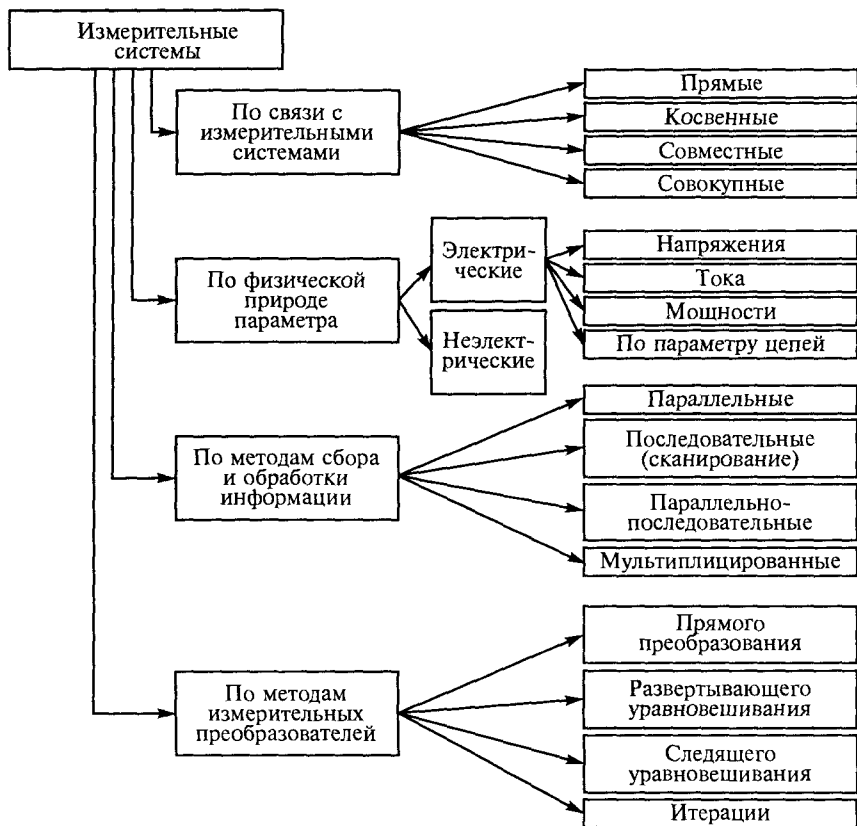 Измерительные
системы
По связи с
измерительными
системами
Прямые
Косвенные
Совместные
Совокупные
По физической
природе
параметра
Электри-
ческие
Неэлект-
рические
Напряжения
Тока
Мощности
По параметру цепей
По методам сбора
и обработки
информации
Параллельные
Последовательные
(сканирование)
Параллельно-
последовательные
Мультиплицированные
По методам
измерительных
преобразователей
Прямого
преобразования
Развертывающего
уравновешивания
Следящего
уравновешивания
Итерации